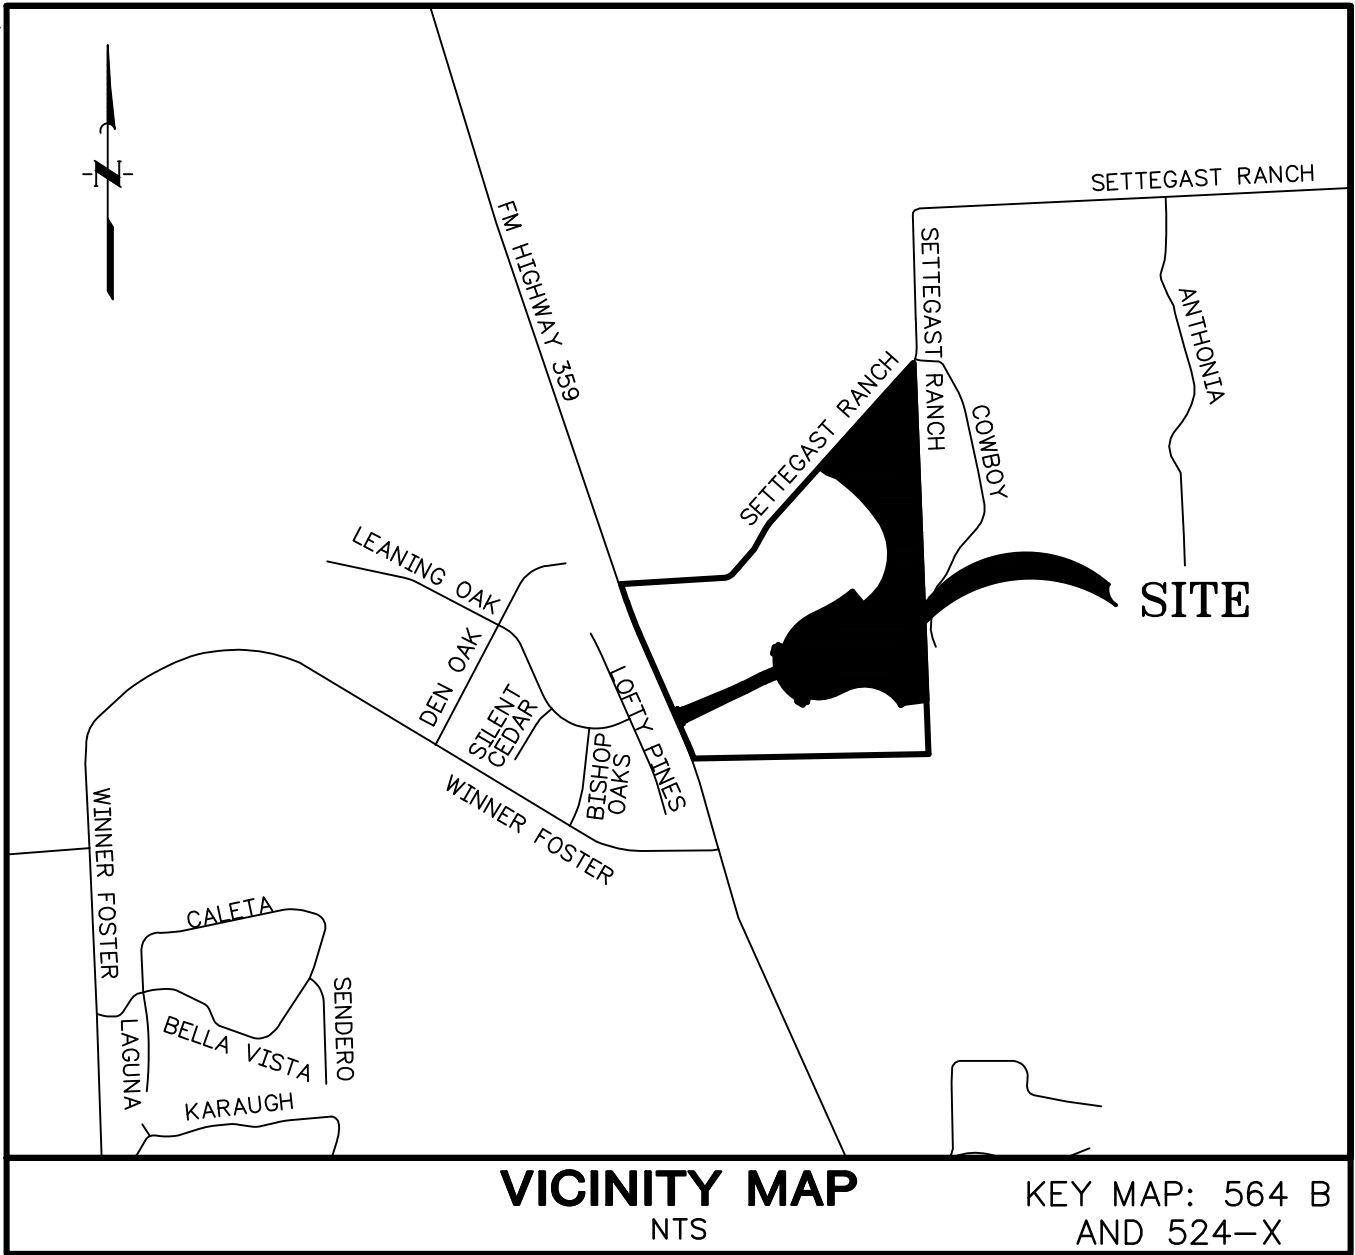 N
SETTEGAST RANCH
FM HIGHWAY 359
SETTEGAST RANCH
ANTHONIA
SETTEGAST RANCH
COWBOY
LEANING OAK
SITE
DEN OAK
LOFTY PINES
SILENT
CEDAR
BISHOP
OAKS
WINNER FOSTER
WINNER FOSTER
CALETA
SENDERO
LAGUNA
BELLA VISTA
KARAUGH
VICINITY MAP
NTS
KEY MAP: 564 B
AND 524-X